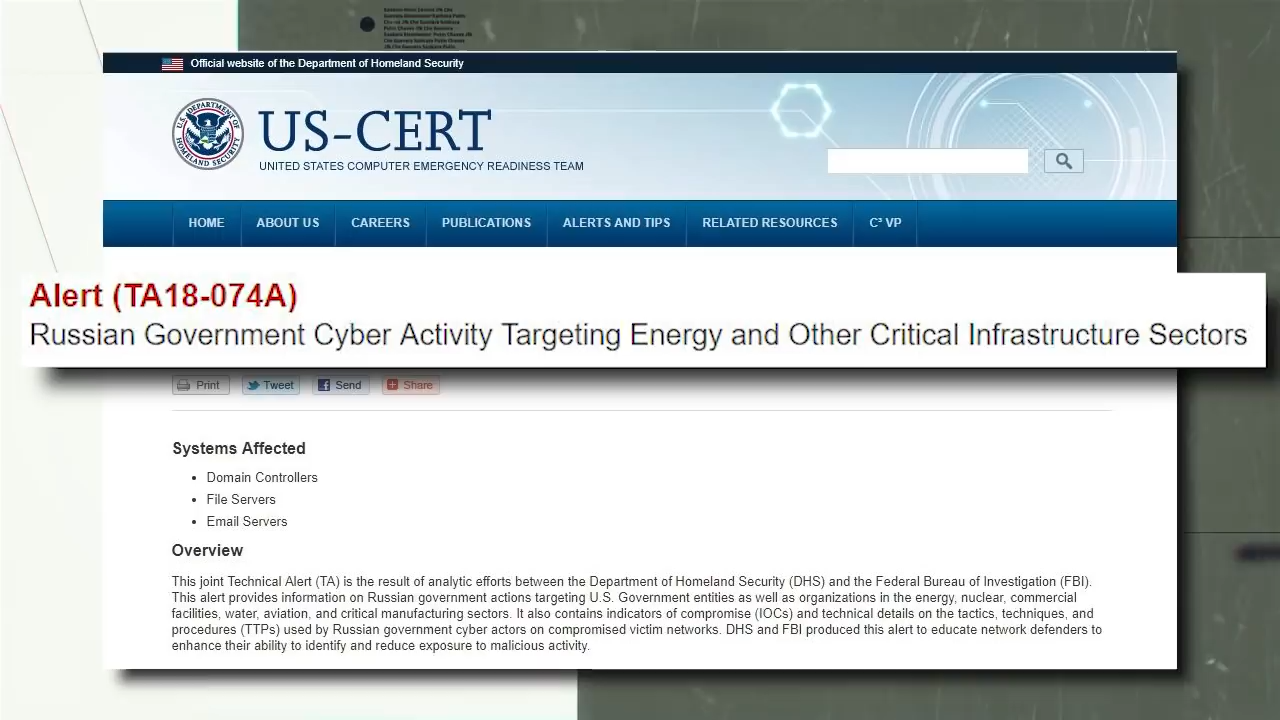 Official website of the Department of Homeland Security
US-CERT
UNITED STATES COMPUTER EMERGENCY READINESS TEAM
U.S. DEPARTMENT OF
HOMELAND SECURITY
HOME ABOUT US CAREERS PUBLICATIONS ALERTS AND TIPS RELATED RESOURCES C³ VP
Alert (TA18-074A)
Russian Government Cyber Activity Targeting Energy and Other Critical Infrastructure Sectors
Print Tweet Send Share
Systems Affected
• Domain Controllers
• File Servers
• Email Servers
Overview
This joint Technical Alert (TA) is the result of analytic efforts between the Department of Homeland Security (DHS) and the Federal Bureau of Investigation (FBI).
This alert provides information on Russian government actions targeting U.S. Government entities as well as organizations in the energy, nuclear, commercial
facilities, water, aviation, and critical manufacturing sectors. It also contains indicators of compromise (IOCs) and technical details on the tactics, techniques, and
procedures (TTPs) used by Russian government cyber actors on compromised victim networks. DHS and FBI produced this alert to educate network defenders to
enhance their ability to identify and reduce exposure to malicious activity.